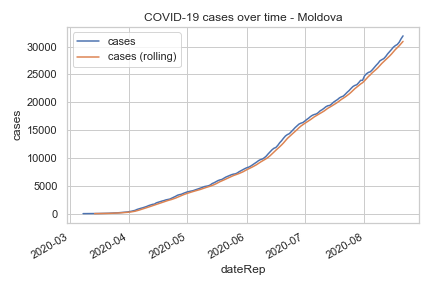 COVID-19 cases over time - Moldova
cases
cases (rolling)
30000
25000
20000
15000
10000
5000
0
cases
2020-03
2020-04
2020-05
2020-06
2020-07
2020-08
dateRep